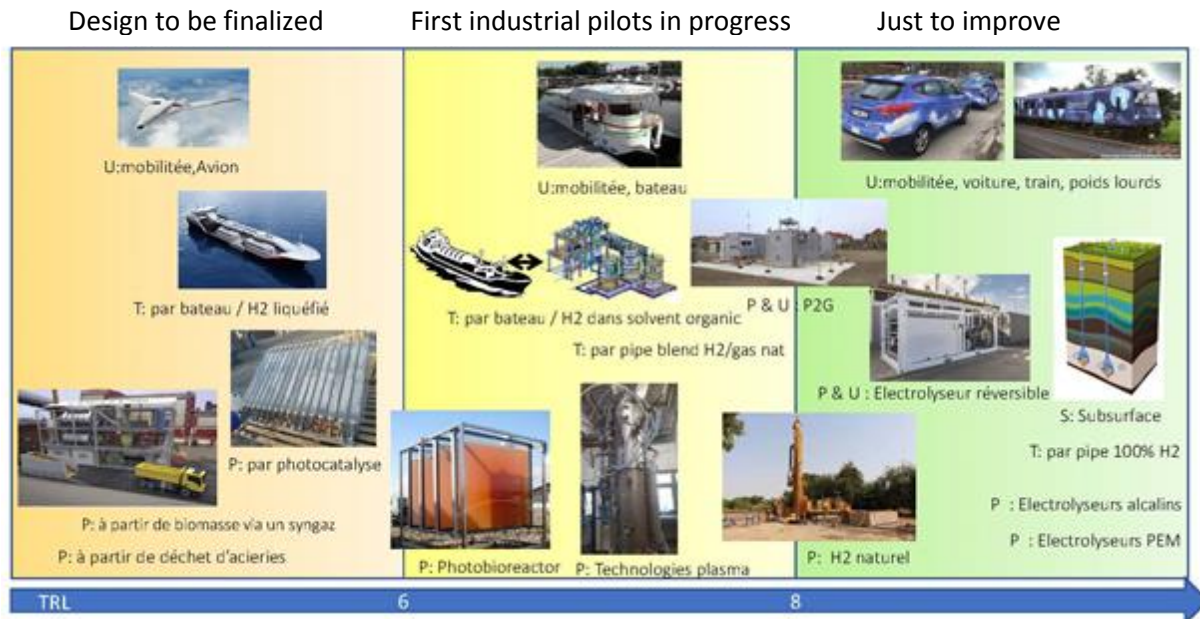 Design to be finalized
First industrial pilots in progress
Just to improve
U:mobilitée,Avion
T: par bateau / H2 liquéfié
P: par photocatalyse
P: à partir de biomasse via un syngaz
P: à partir de déchet d'acieries
U:mobilitée, bateau
T: par bateau / H2 dans solvent organic
P & U : P2G
T: par pipe blend H2/gas nat
P: Photobioreactor
P: Technologies plasma
U:mobilitée, voiture, train, poids lourds
P & U : Electrolyseur réversible
S: Subsurface
T: par pipe 100% H2
P : Electrolyseurs alcalins
P : Electrolyseurs PEM
P: H2 naturel
TRL
6
8